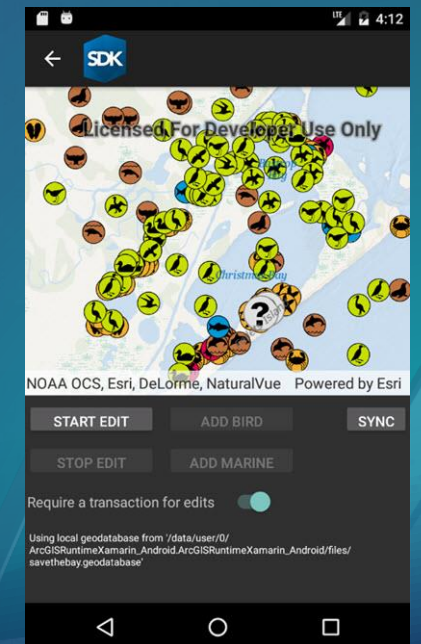 LTE 4:12
SDK
Licensed For Developer Use Only
Christmas Bay
?
NOAA OCS, Esri, DeLorme, NaturalVue Powered by Esri
START EDIT ADD BIRD SYNC
STOP EDIT ADD MARINE
Require a transaction for edits
Using local geodatabase from '/data/user/0/
ArcGISRuntimeXamarin_Android.ArcGISRuntimeXamarin_Android/files/
savethebay.geodatabase'